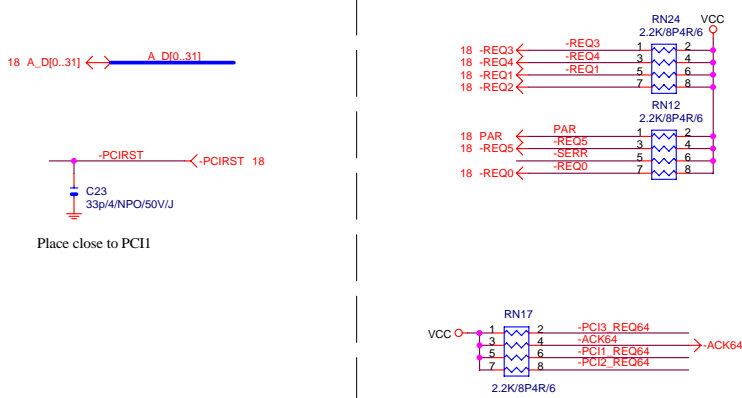 18 A_D[0..31]
A_D[0..31]
-PCIRST
-PCIRST 18
C23
33p/4/NPO/50V/J
Place close to PCI1
RN24
VCC
2.2K/8P4R/6
18 -REQ3
-REQ3
1
2
18 -REQ4
-REQ4
3
4
18 -REQ1
-REQ1
5
6
18 -REQ2
7
8
RN12
2.2K/8P4R/6
18 PAR
PAR
1
2
18 -REQ5
-REQ5
3
4
-SERR
5
6
18 -REQ0
-REQ0
7
8
RN17
VCC
1
2
-PCI3_REQ64
3
4
-ACK64
-ACK64
5
6
-PCI1_REQ64
7
8
-PCI2_REQ64
2.2K/8P4R/6